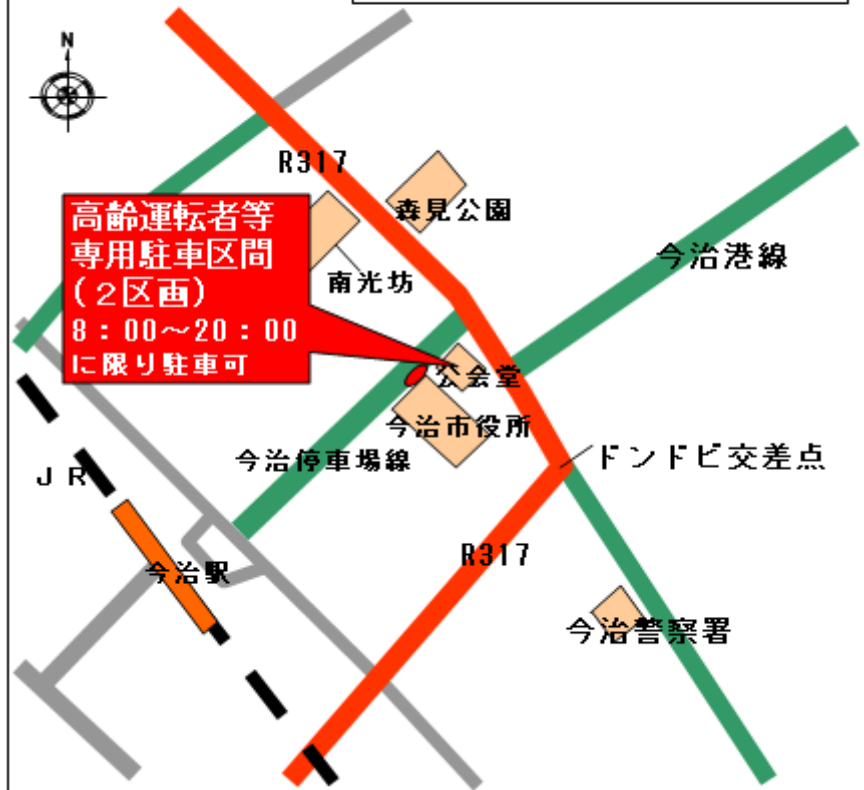 N
R317
森見公園
高齢運転者等
専用駐車区間
(2区画)
8:00~20:00
に限り駐車可
南光坊
今治港線
公会堂
今治市役所
今治停車場線
ドンドビ交差点
JR
R317
今治駅
今治警察署